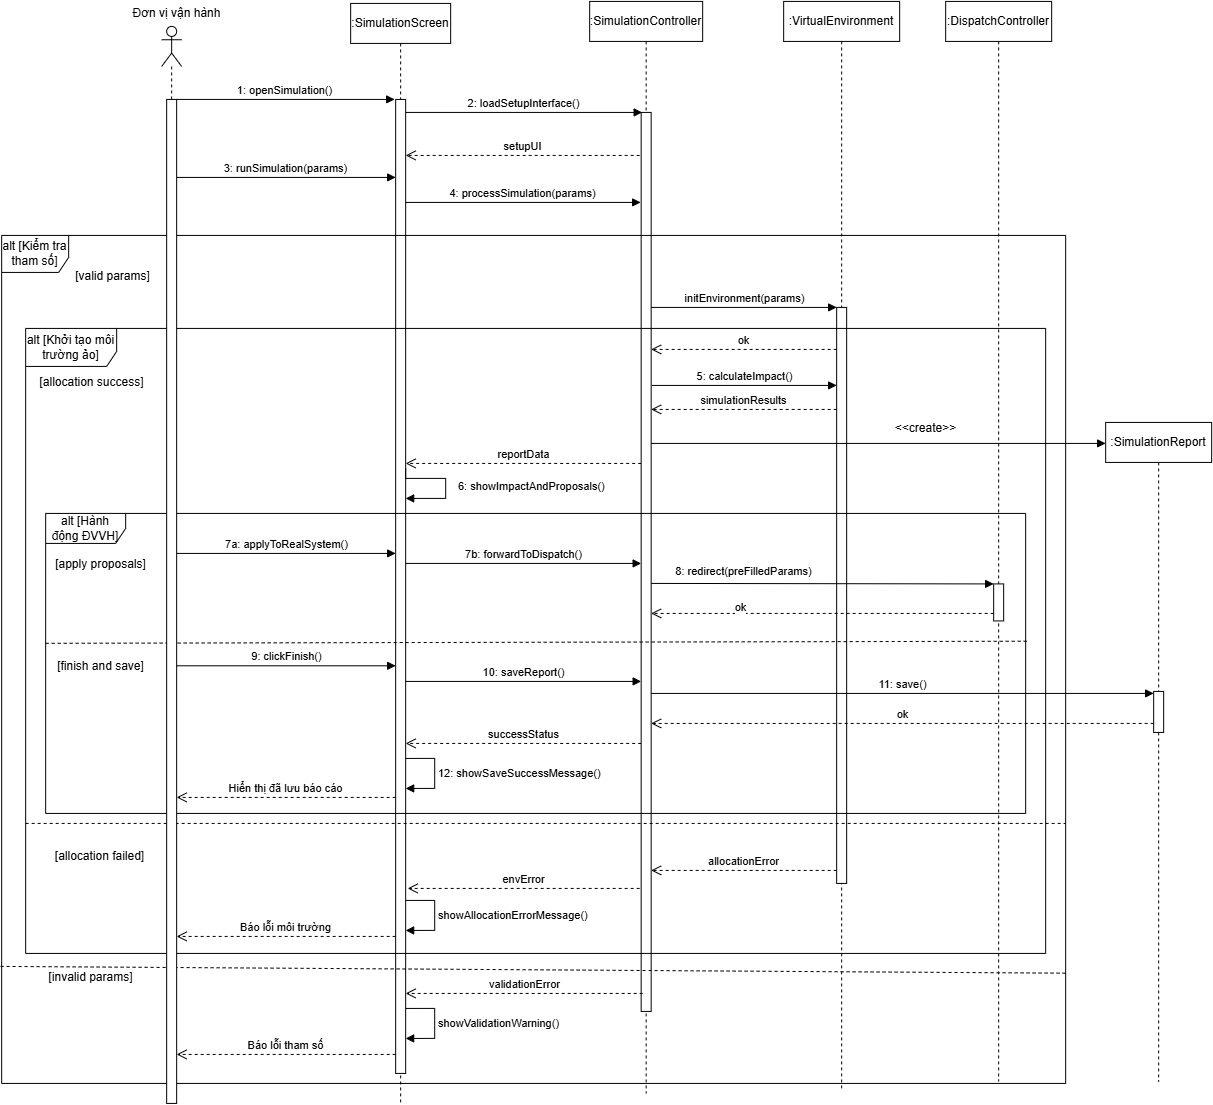 Đơn vị vận hành
:SimulationScreen
:SimulationController
:VirtualEnvironment
:DispatchController
1: openSimulation()
2: loadSetupInterface()
setupUI
3: runSimulation(params)
4: processSimulation(params)
alt [Kiểm tra
tham số]
[valid params]
initEnvironment(params)
alt [Khởi tạo môi
trường ảo]
ok
[allocation success]
5: calculateImpact()
simulationResults
<<create>>
:SimulationReport
reportData
6: showImpactAndProposals()
alt [Hành
động ĐVVH]
7a: applyToRealSystem()
7b: forwardToDispatch()
[apply proposals]
8: redirect(preFilledParams)
ok
9: clickFinish()
[finish and save]
10: saveReport()
11: save()
ok
successStatus
12: showSaveSuccessMessage()
Hiển thị đã lưu báo cáo
[allocation failed]
allocationError
envError
showAllocationErrorMessage()
Báo lỗi môi trường
[invalid params]
validationError
showValidationWarning()
Báo lỗi tham số